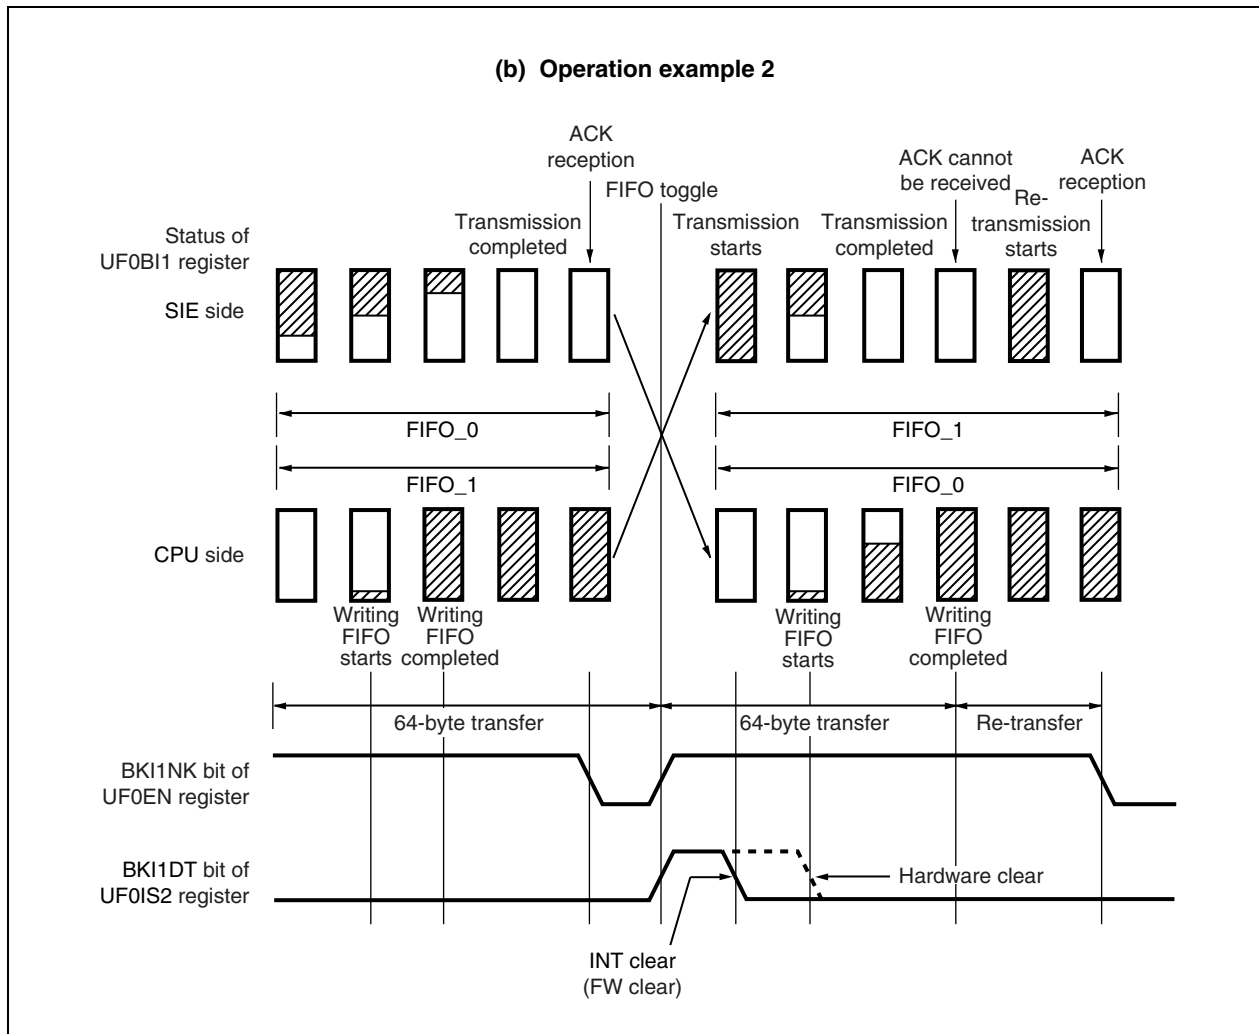 (b) Operation example 2
ACK
reception
FIFO toggle
ACK cannot
be received
ACK
reception
Status of
UF0BI1 register
Transmission
completed
Transmission
starts
Transmission
completed
Re-
transmission
starts
SIE side
FIFO_0
FIFO_1
FIFO_1
FIFO_0
CPU side
Writing
FIFO
starts
Writing
FIFO
completed
Writing
FIFO
starts
Writing
FIFO
completed
64-byte transfer
64-byte transfer
Re-transfer
BKI1NK bit of
UF0EN register
BKI1DT bit of
UF0IS2 register
Hardware clear
INT clear
(FW clear)